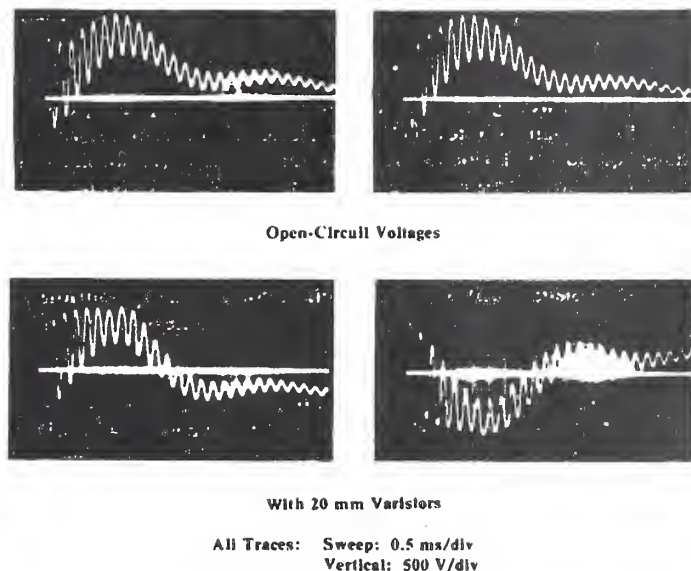 Open-Circuit Voltages
With 20 mm Varistors
All Traces: Sweep: 0.5 ms/div
Vertical: 500 V/div